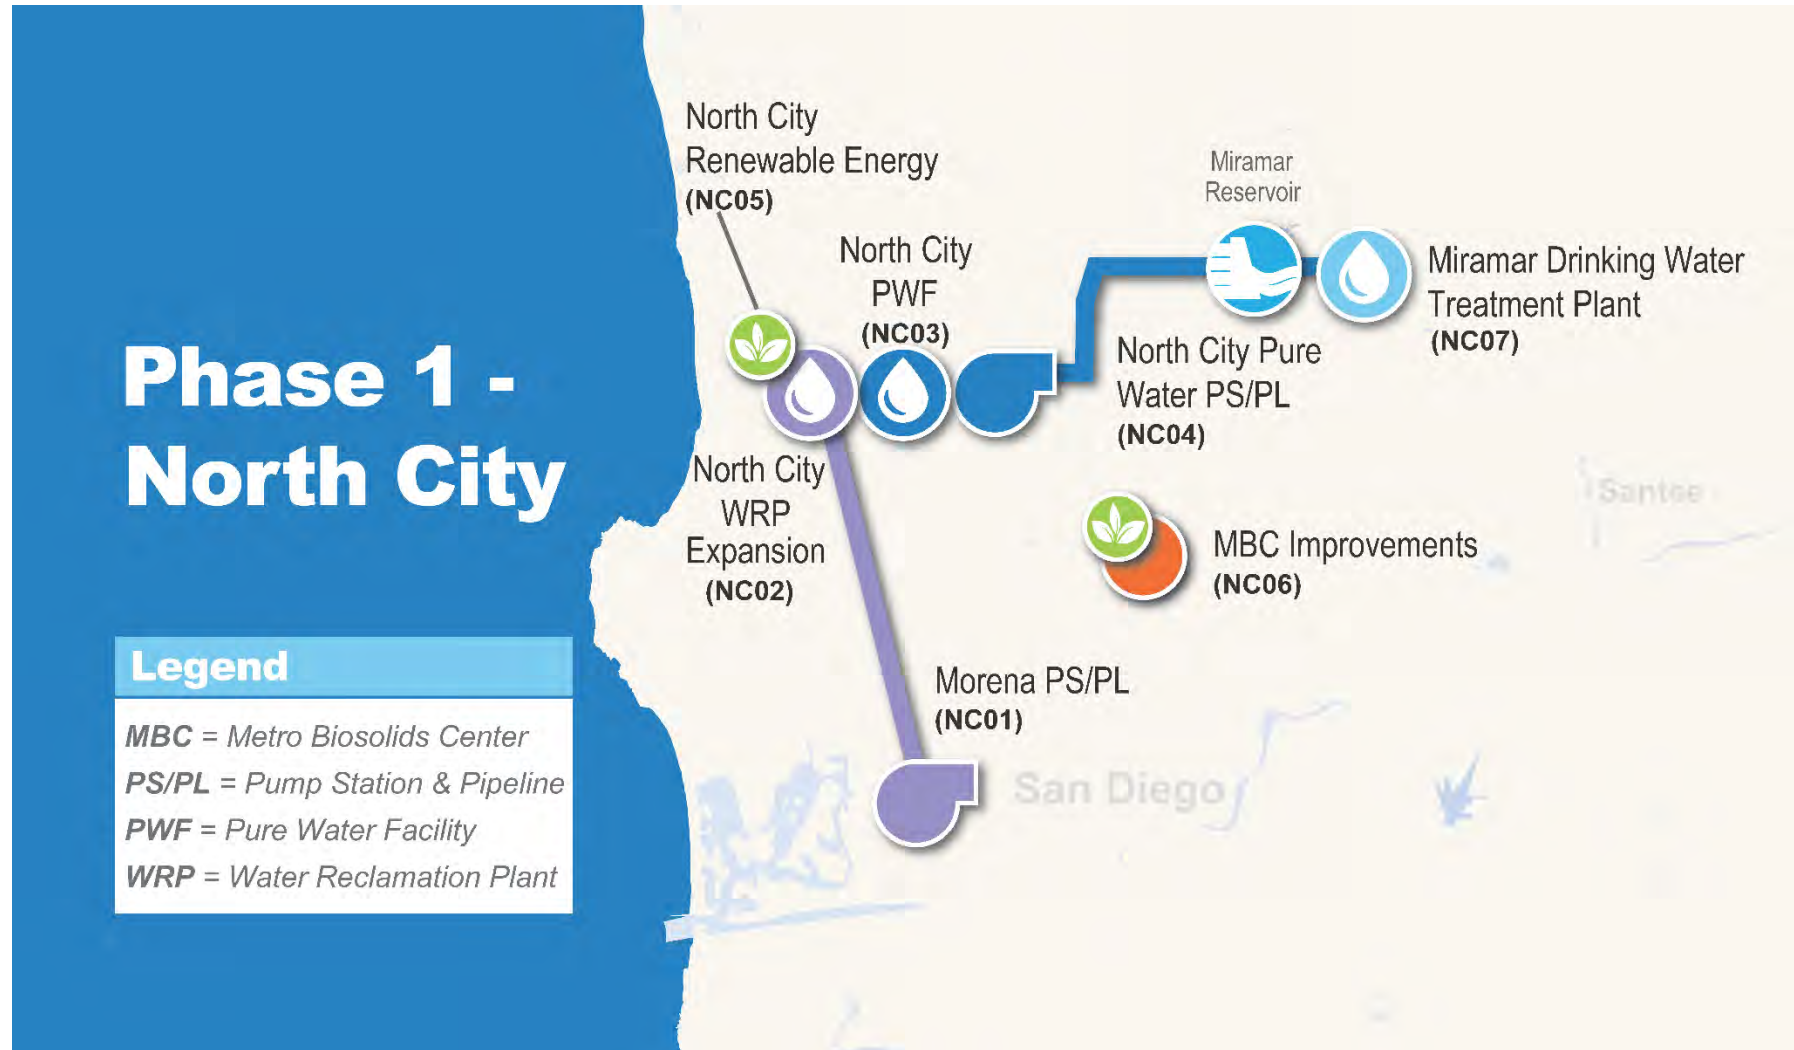 Phase 1 -
North City
Legend
MBC = Metro Biosolids Center
PS/PL = Pump Station & Pipeline
PWF = Pure Water Facility
WRP = Water Reclamation Plant
North City
Renewable Energy
(NC05)
North City
PWF
(NC03)
Miramar
Reservoir
Miramar Drinking Water
Treatment Plant
(NC07)
North City Pure
Water PS/PL
(NC04)
North City
WRP
Expansion
(NC02)
Santee
MBC Improvements
(NC06)
Morena PS/PL
(NC01)
San Diego